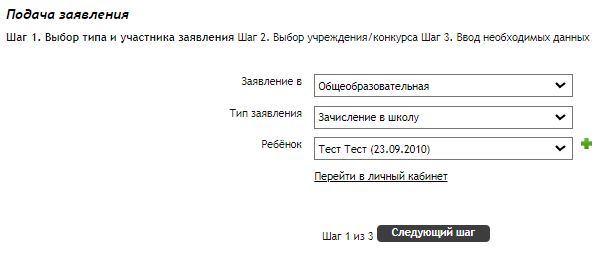 Подача заявления
Шаг 1. Выбор типа и участника заявления Шаг 2. Выбор учреждения/конкурса Шаг 3. Ввод необходимых данных
Заявление в Общеобразовательная
Тип заявления Зачисление в школу
Ребёнок Тест Тест (23.09.2010)
Перейти в личный кабинет
Шаг 1 из 3 Следующий шаг